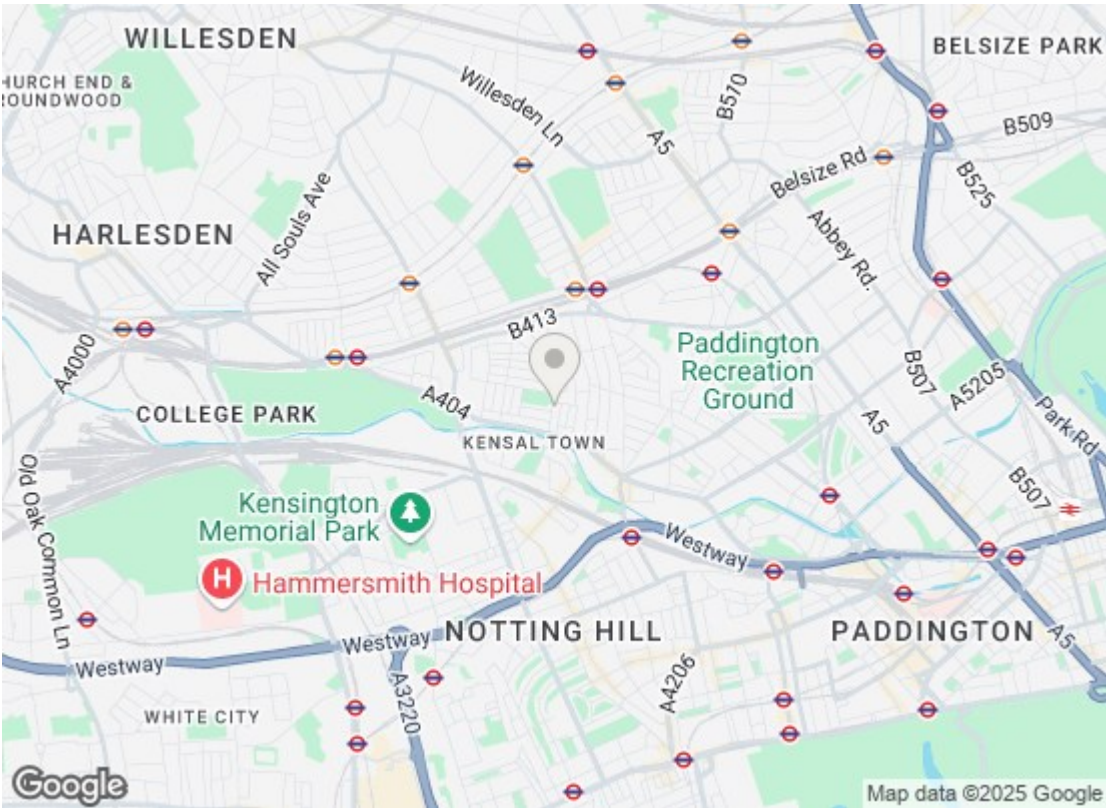 WILLESDEN
BELSIZE PARK
HURCH END &
ROUNDWOOD
Willesden Ln
A5
B570
B509
Belsize Rd
B525
All Souls Ave
HARLESDEN
Abbey Rd.
A4000
B413
Paddington
Recreation
Ground
B507
A5205
Park Rd
COLLEGE PARK
A404
KENSAL TOWN
A5
B507
Old Oak Common Ln
Kensington
Memorial Park
Westway
H
Hammersmith Hospital
Westway
NOTTING HILL
PADDINGTON
A5
Westway
A3220
AA206
WHITE CITY
Google
Map data ©2025 Google